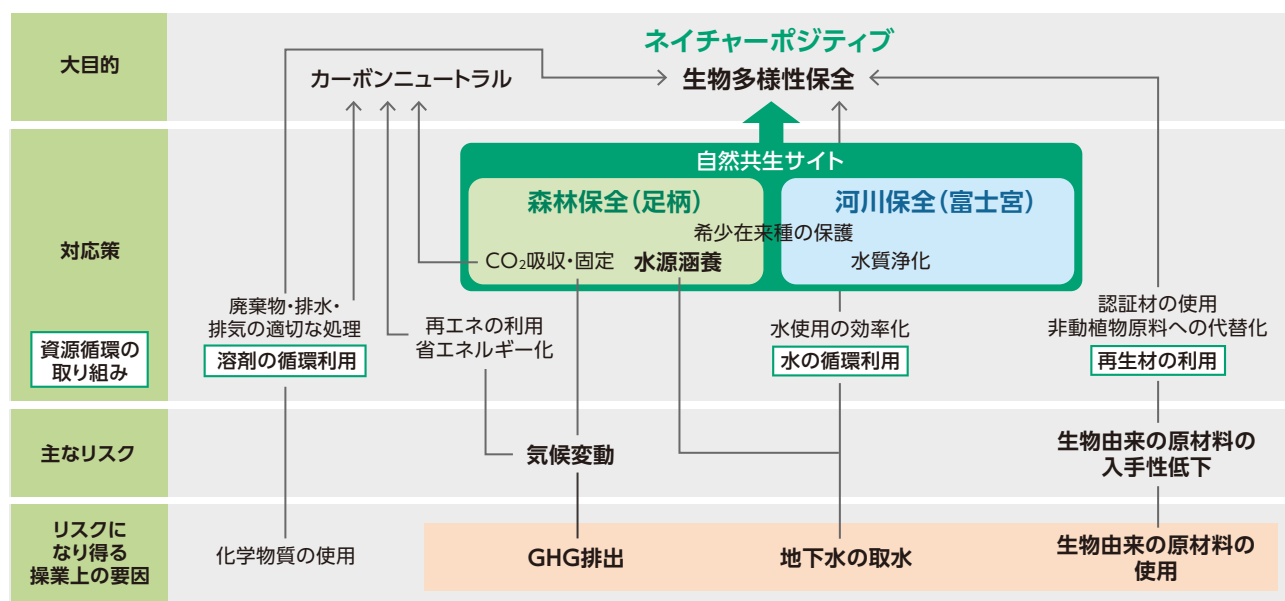 大目的
ネイチャーポジティブ
カーボンニュートラル
生物多様性保全
対応策
自然共生サイト
森林保全（足柄）
河川保全（富士宮）
希少在来種の保護
CO₂吸収・固定
水源涵養
水質浄化
資源循環の
取り組み
廃棄物・排水・
排気の適切な処理
溶剤の循環利用
再エネの利用
省エネルギー化
水使用の効率化
水の循環利用
認証材の使用
非動植物原料への代替化
再生材の利用
主なリスク
気候変動
生物由来の原材料の
入手性低下
リスクに
なり得る
操業上の要因
化学物質の使用
GHG排出
地下水の取水
生物由来の原材料の
使用